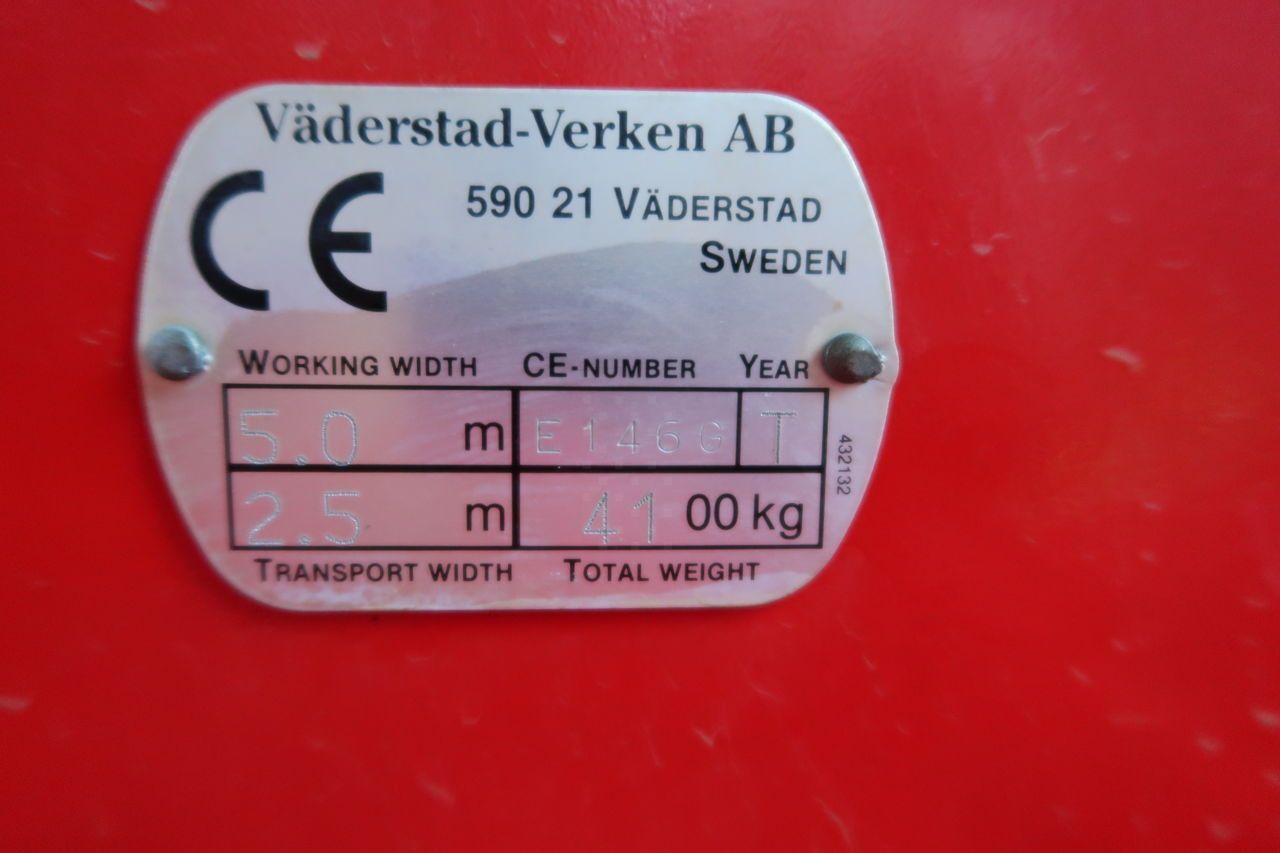 Väderstad-Verken AB
CE
590 21 VÄDERSTAD
SWEDEN
WORKING WIDTH CE-NUMBER YEAR
5.0 m E146G T
2.5 m 4100 kg
TRANSPORT WIDTH TOTAL WEIGHT
432132